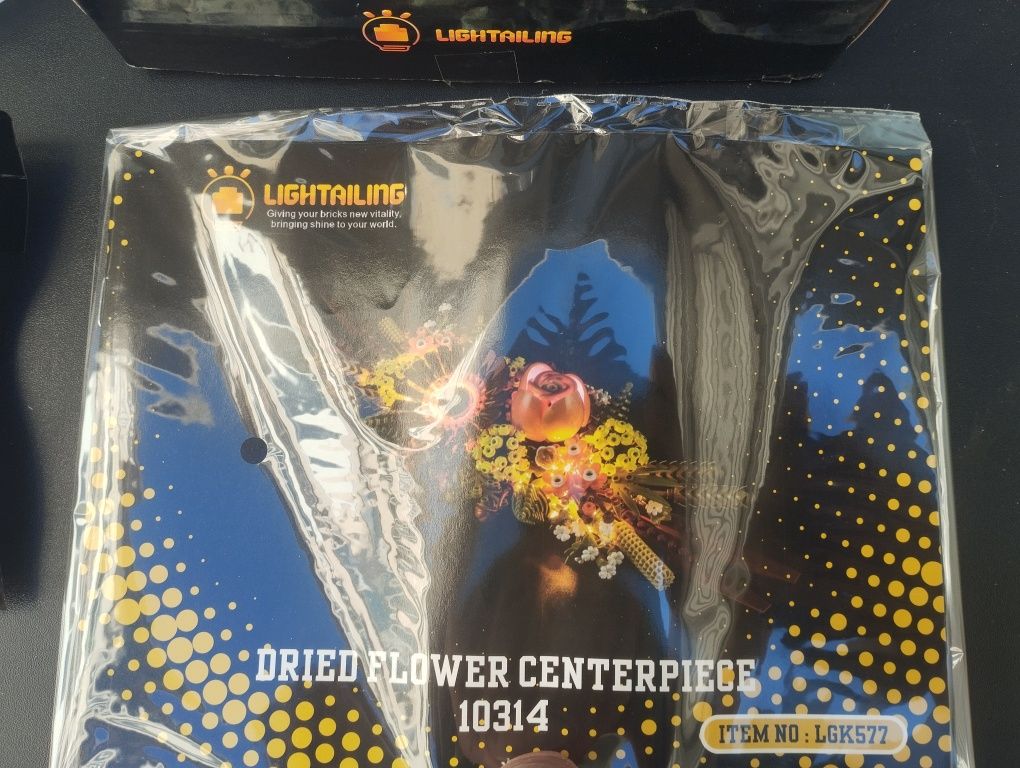 LIGHTAILING
LIGHTAILING
Giving your bricks new vitality,
bringing shine to your world.
DRIED FLOWER CENTERPIECE
10314
ITEM NO : LGK577